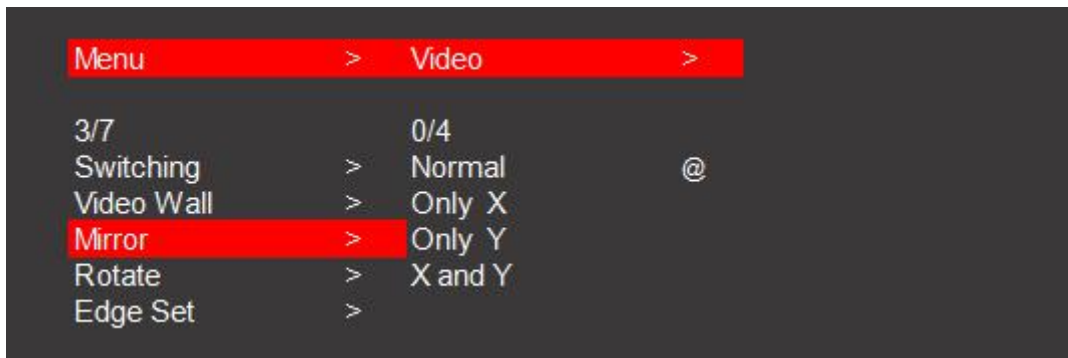 Menu > Video >
3/7 0/4
Switching > Normal @
Video Wall > Only X
Mirror > Only Y
Rotate > X and Y
Edge Set >